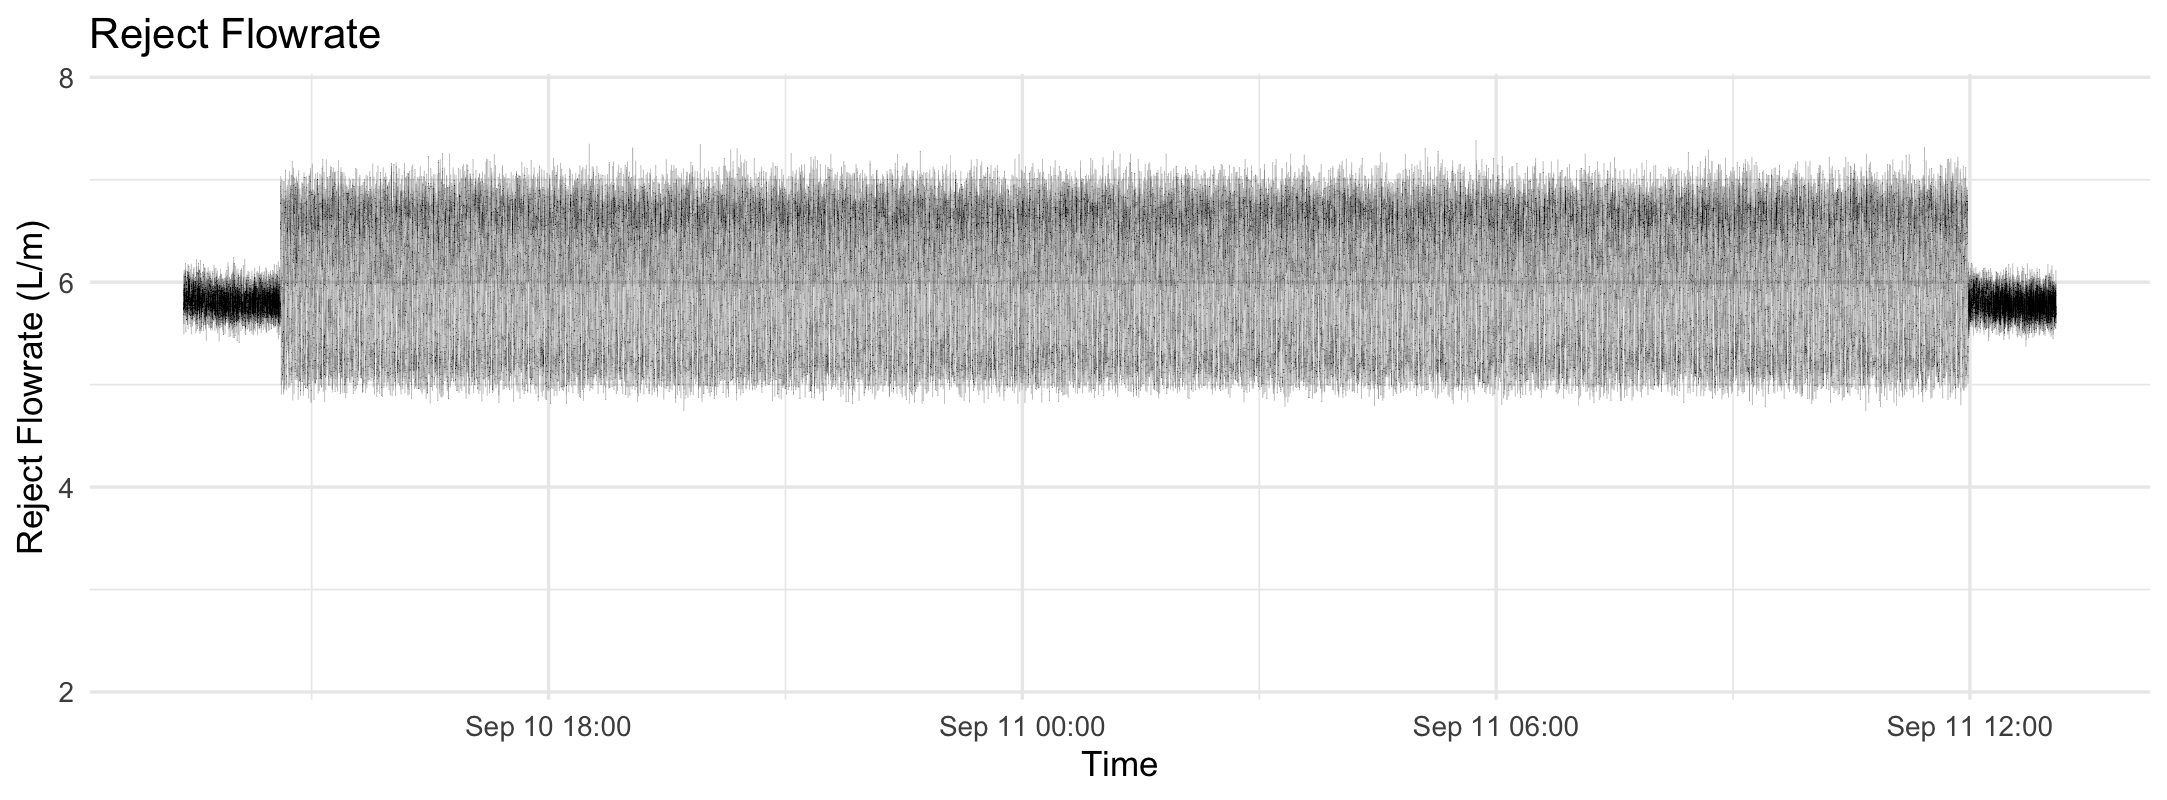 Reject Flowrate
Reject Flowrate (L/m)
8
6
4
2
Sep 10 18:00
Sep 11 00:00
Sep 11 06:00
Sep 11 12:00
Time